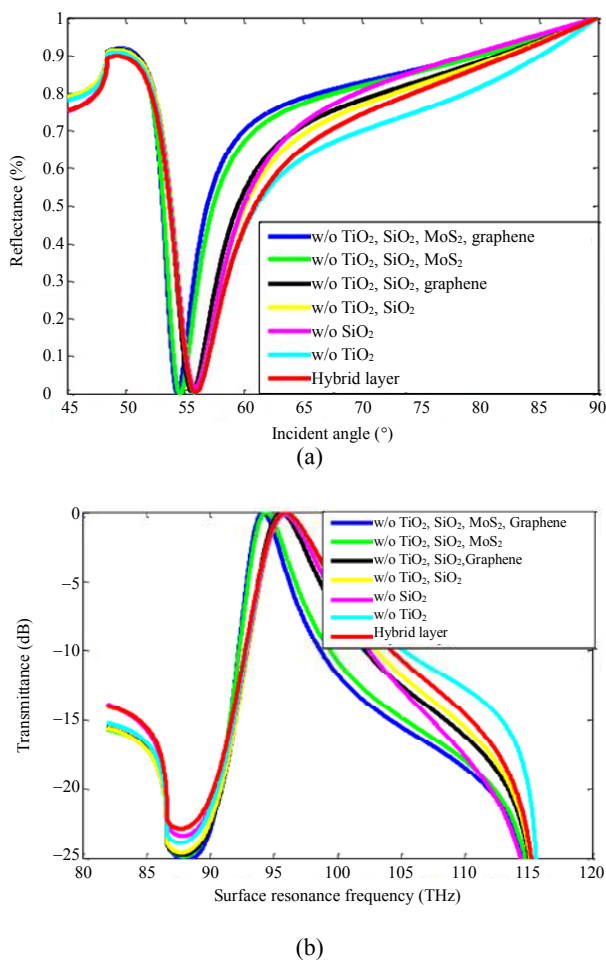 1
0.9
0.8
0.7
0.6
0.5
0.4
0.3
0.2
0.1
0
Reflectance (%)
w/o TiO₂, SiO₂, MoS₂, graphene
w/o TiO₂, SiO₂, MoS₂
w/o TiO₂, SiO₂, graphene
w/o TiO₂, SiO₂
w/o SiO₂
w/o TiO₂
Hybrid layer
45 50 55 60 65 70 75 80 85 90
Incident angle (°)
(a)
0
−5
−10
−15
−20
−25
Transmittance (dB)
w/o TiO₂, SiO₂, MoS₂, Graphene
w/o TiO₂, SiO₂, MoS₂
w/o TiO₂, SiO₂,Graphene
w/o TiO₂, SiO₂
w/o SiO₂
w/o TiO₂
Hybrid layer
80 85 90 95 100 105 110 115 120
Surface resonance frequency (THz)
(b)